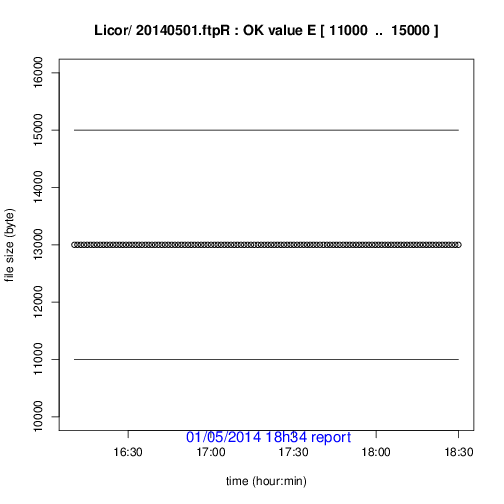 Licor/ 20140501.ftpR : OK value E [ 11000 .. 15000 ]
file size (byte)
16000
15000
14000
13000
12000
11000
10000
01/05/2014 18h34 report
16:30 17:00 17:30 18:00 18:30
time (hour:min)